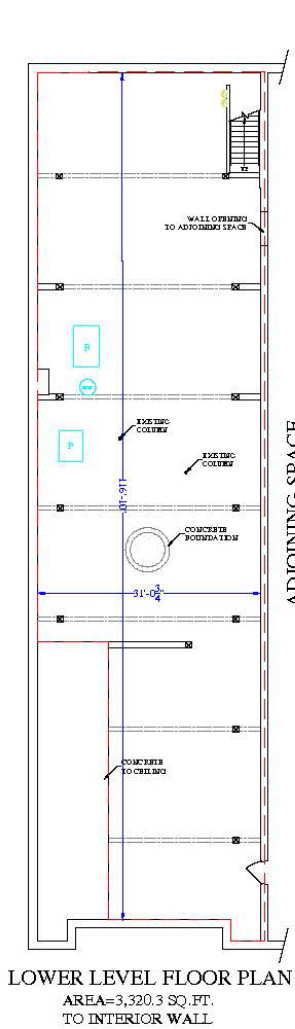 UP
WALL OPENING
TO ADJOINING SPACE
EXISTING
COLUMN
EXISTING
COLUMN
116'-10"
CONCRETE
FOUNDATION
31'-0 3/4
CONCRETE
TO CEILING
ADJOINING SPACE
LOWER LEVEL FLOOR PLAN
AREA=3,320.3 SQ.FT.
TO INTERIOR WALL